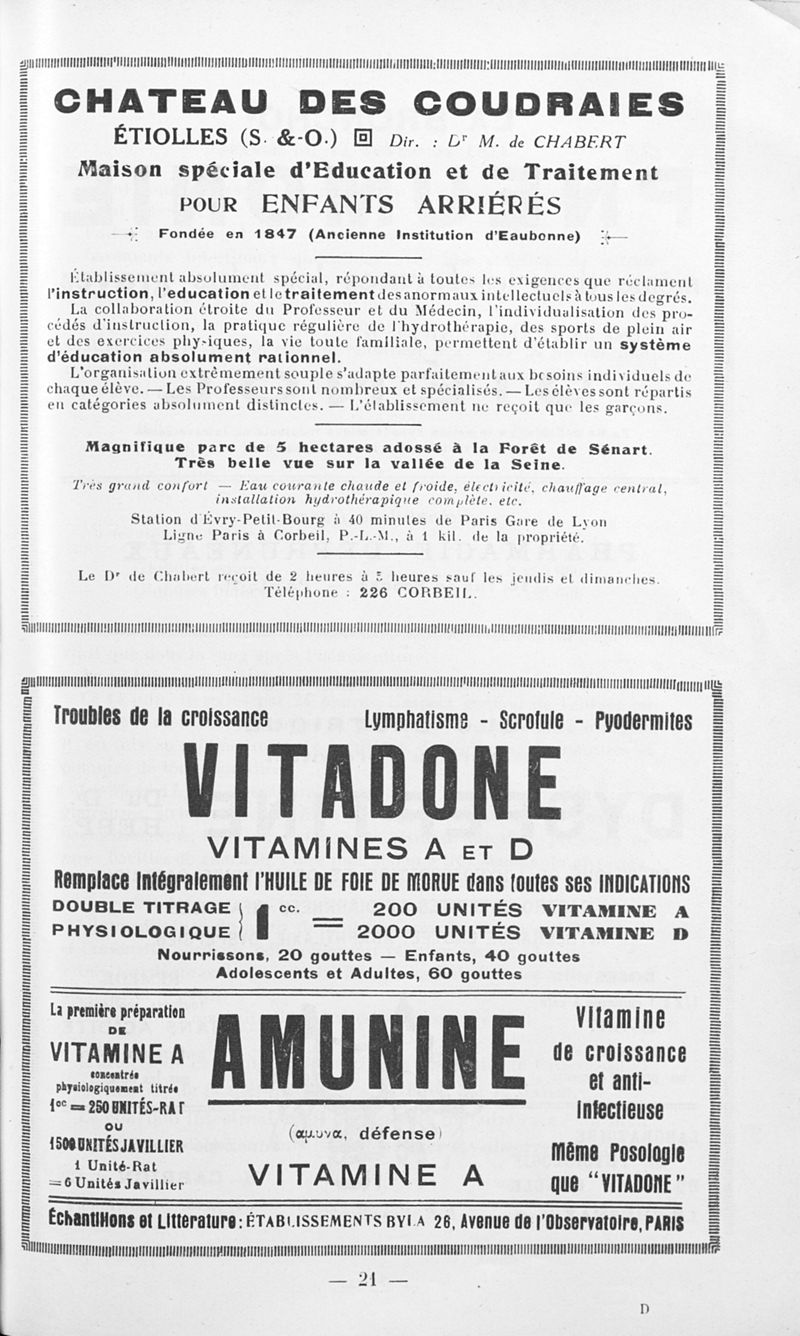 CHATEAU DES COUDRAIES
ÉTIOLLES (S.-&-O.) Dir. : Dr M. de CHABERT
Maison spéciale d'Education et de Traitement
POUR ENFANTS ARRIÉRÉS
Fondée en 1847 (Ancienne Institution d'Eaubonne)
Établissement absolument spécial, répondant à toutes les exigences que réclament
l'instruction, l'education et le traitement des anormaux intellectuels à tous les degrés.
La collaboration étroite du Professeur et du Médecin, l'individualisation des pro-
cédés d'instruction, la pratique régulière de l'hydrothérapie, des sports de plein air
et des exercices physiques, la vie toute familiale, permettent d'établir un système
d'éducation absolument rationnel.
L'organisation extrêmement souple s'adapte parfaitement aux besoins individuels de
chaque élève. — Les Professeurs sont nombreux et spécialisés. — Les élèves sont répartis
en catégories absolument distinctes. — L'établissement ne reçoit que les garçons.
Magnifique parc de 5 hectares adossé à la Forêt de Sénart.
Très belle vue sur la vallée de la Seine.
Très grand confort — Eau courante chaude et froide, électricité, chauffage central,
installation hydrothérapique complète, etc.
Station d'Évry-Petit-Bourg à 40 minutes de Paris Gare de Lyon
Ligne Paris à Corbeil, P.-L.-M., à 1 kil. de la propriété.
Le Dr de Chabert reçoit de 2 heures à 5 heures sauf les jeudis et dimanches.
Téléphone : 226 CORBEIL.
Troubles de la croissance Lymphatisme - Scrofule - Pyodermites
VITADONE
VITAMINES A ET D
Remplace intégralement l'HUILE DE FOIE DE MORUE dans toutes ses INDICATIONS
DOUBLE TITRAGE PHYSIOLOGIQUE 1 cc. = 200 UNITÉS VITAMINE A
2000 UNITÉS VITAMINE D
Nourrissons, 20 gouttes — Enfants, 40 gouttes
Adolescents et Adultes, 60 gouttes
La première préparation
DE
VITAMINE A
concentrée
physiologiquement titrée
1cc = 250 UNITÉS-RAT
OU
1500 UNITÉS JAVILLIER
1 Unité-Rat
= 6 Unités Javillier
AMUNINE
(αμυνα, défense)
VITAMINE A
Vitamine
de croissance
et anti-
infectieuse
Même Posologie
que "VITADONE"
Échantillons et Littérature : ÉTABLISSEMENTS BYLA 26, Avenue de l'Observatoire, PARIS
— 21 —
D